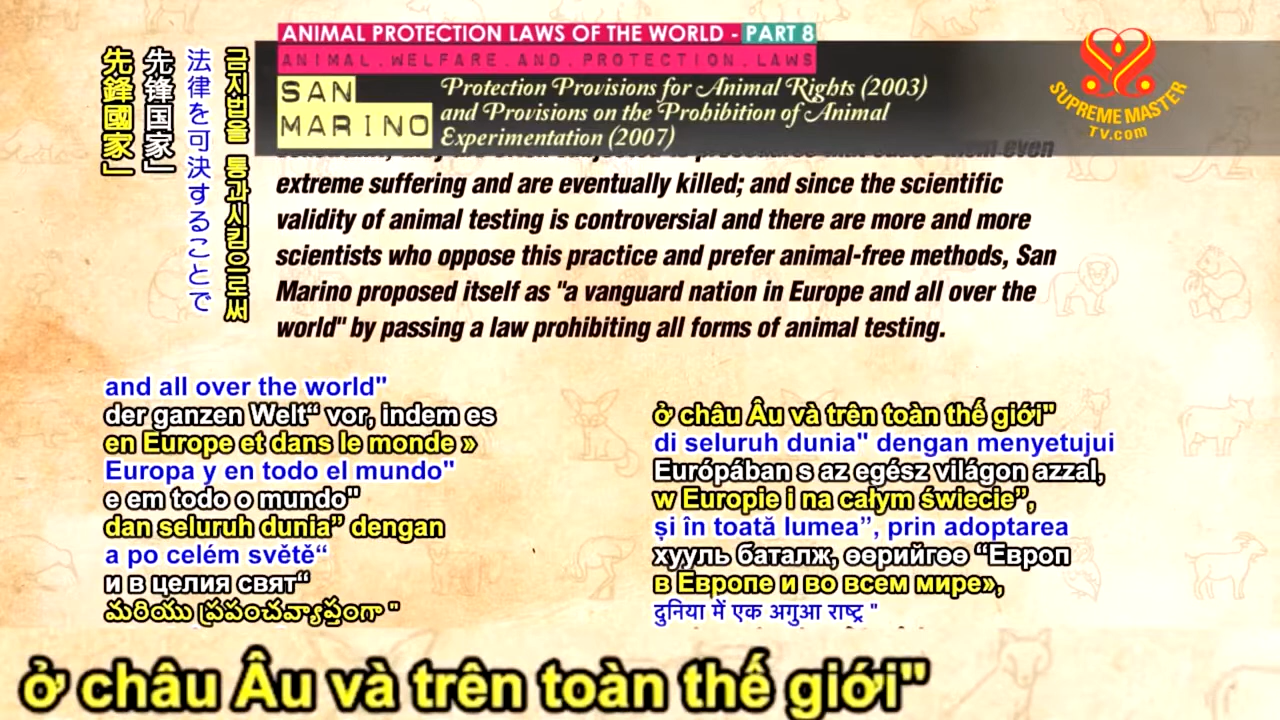 ANIMAL PROTECTION LAWS OF THE WORLD - PART 8
ANIMAL.WELFARE.AND.PROTECTION.LAWS
SAN
MARINO
Protection Provisions for Animal Rights (2003)
and Provisions on the Prohibition of Animal
Experimentation (2007)
SUPREME MASTER
TV.com
금지법을 통과시킴으로써
法律を可決することで
先锋国家」
先鋒國家」
even
extreme suffering and are eventually killed; and since the scientific
validity of animal testing is controversial and there are more and more
scientists who oppose this practice and prefer animal-free methods, San
Marino proposed itself as "a vanguard nation in Europe and all over the
world" by passing a law prohibiting all forms of animal testing.
and all over the world"
der ganzen Welt“ vor, indem es
en Europe et dans le monde »
Europa y en todo el mundo"
e em todo o mundo"
dan seluruh dunia” dengan
a po celém světě“
и в целия свят“
మరియు ప్రపంచవ్యాప్తంగా "
ở châu Âu và trên toàn thế giới"
di seluruh dunia" dengan menyetujui
Európában s az egész világon azzal,
w Europie i na całym świecie”,
și în toată lumea”, prin adoptarea
хууль баталж, өөрийгөө “Европ
в Европе и во всем мире»,
दुनिया में एक अगुआ राष्ट्र "
ở châu Âu và trên toàn thế giới"